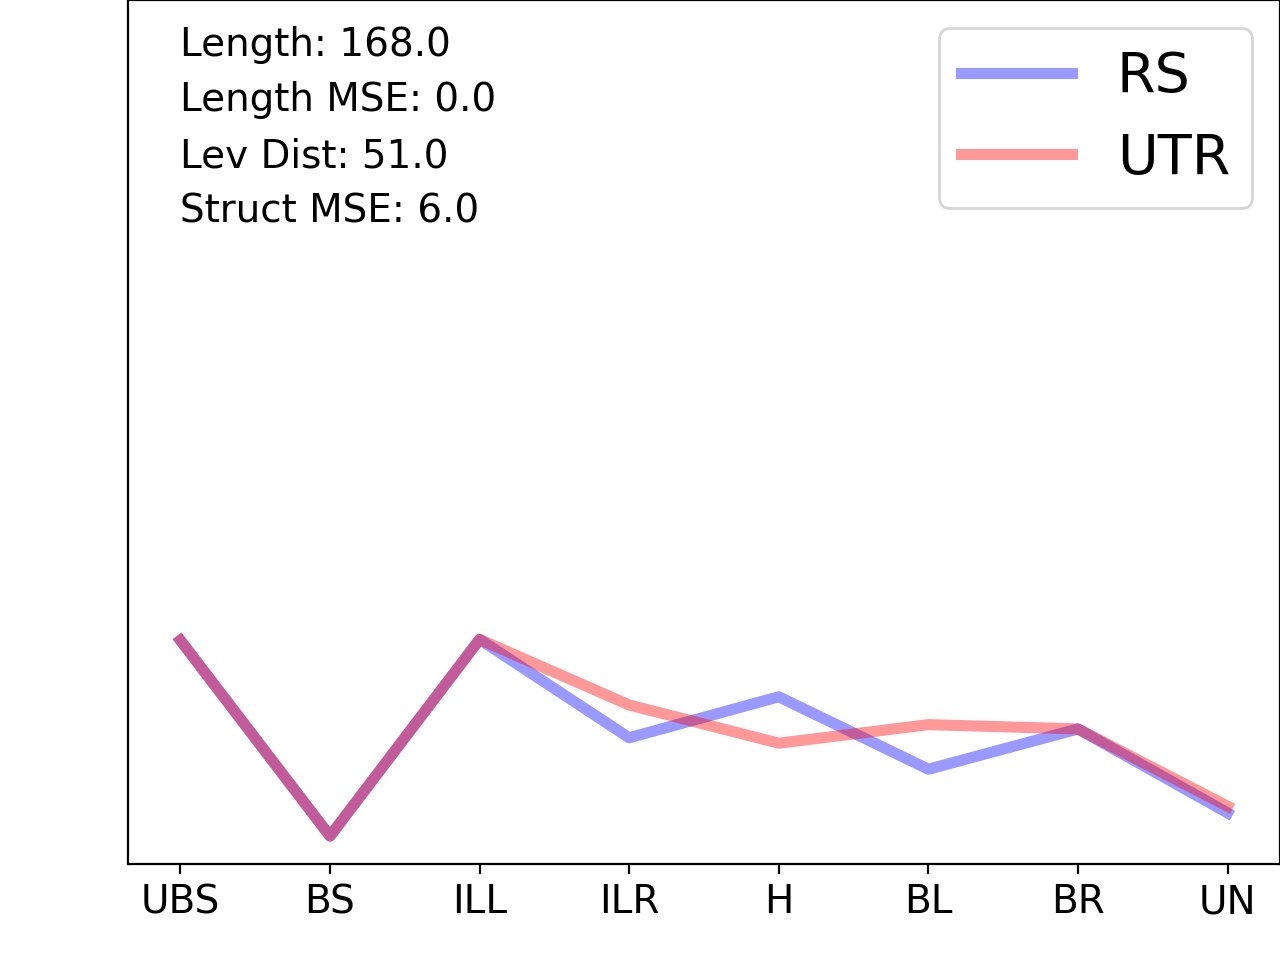 Length: 168.0
Length MSE: 0.0
Lev Dist: 51.0
Struct MSE: 6.0
RS
UTR
UBS BS ILL ILR H BL BR UN